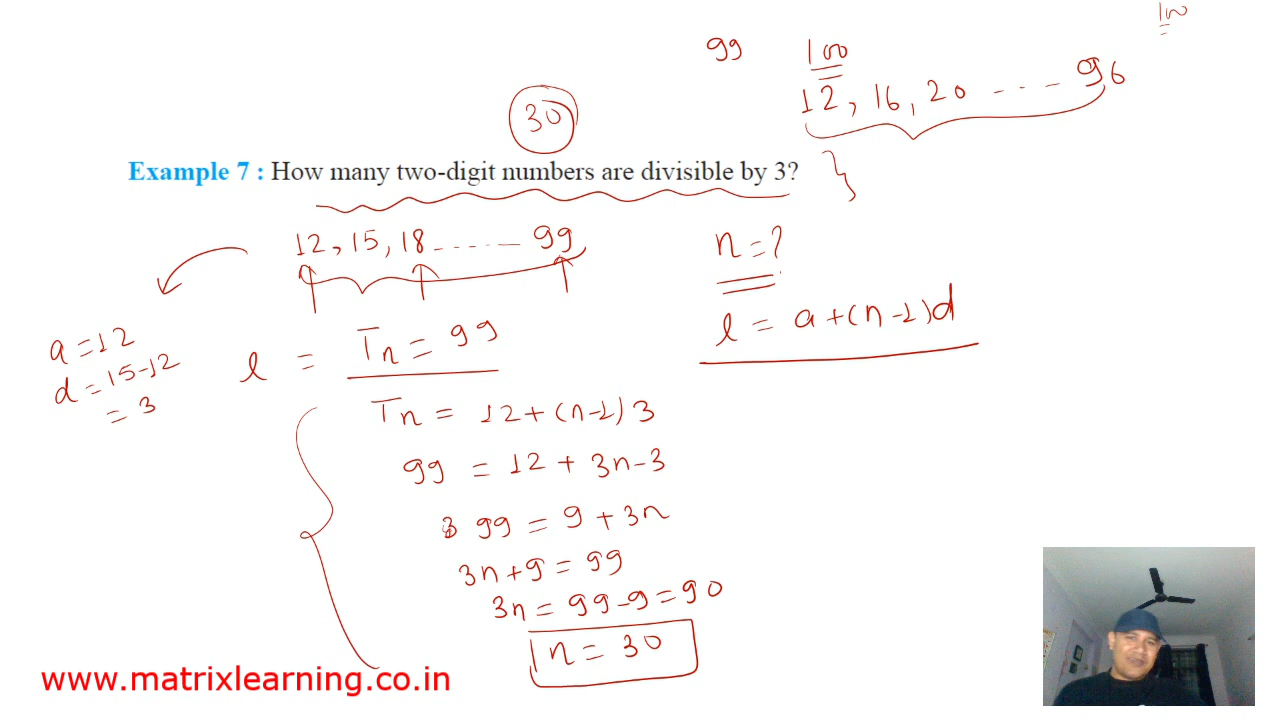 100
99 100
12, 16, 20 ---- 96
30
Example 7 : How many two-digit numbers are divisible by 3?
12, 15, 18 ------ 99
n = ?
l = a + (n-1)d
a = 12
d = 15-12
= 3
l = Tn = 99
Tn = 12 + (n-1) 3
99 = 12 + 3n - 3
99 = 9 + 3n
3n + 9 = 99
3n = 99 - 9 = 90
n = 30
www.matrixlearning.co.in